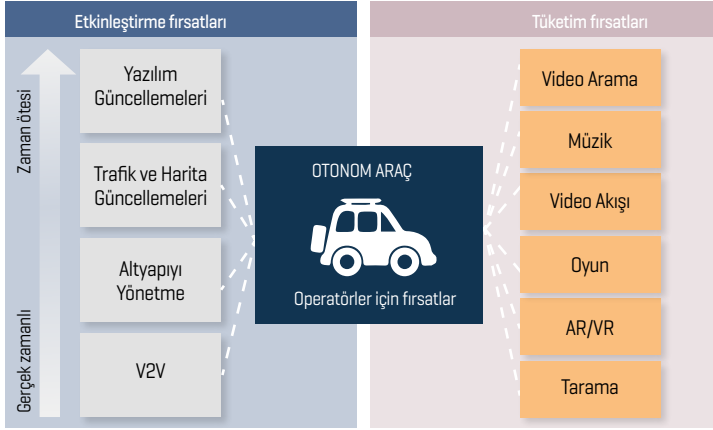 Etkinleştirme fırsatları
Zaman ötesi
Gerçek zamanlı
Yazılım
Güncellemeleri
Trafik ve Harita
Güncellemeleri
Altyapıyı
Yönetme
V2V
OTONOM ARAÇ
Operatörler için fırsatlar
Tüketim fırsatları
Video Arama
Müzik
Video Akışı
Oyun
AR/VR
Tarama